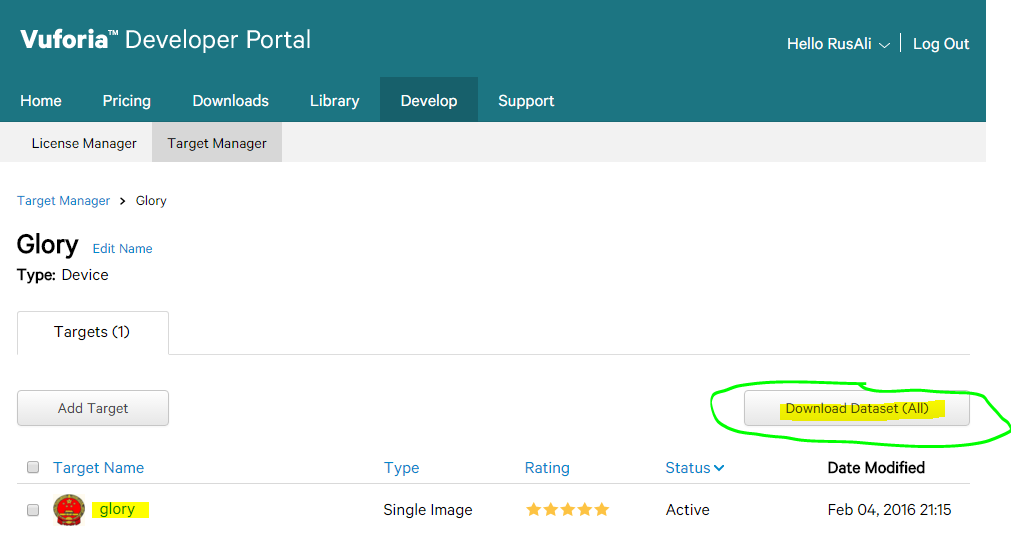 Vuforia™ Developer Portal
Hello RusAli Log Out
Home Pricing Downloads Library Develop Support
License Manager Target Manager
Target Manager > Glory
Glory Edit Name
Type: Device
Targets (1)
Add Target Download Dataset (All)
Target Name Type Rating Status Date Modified
glory Single Image Active Feb 04, 2016 21:15